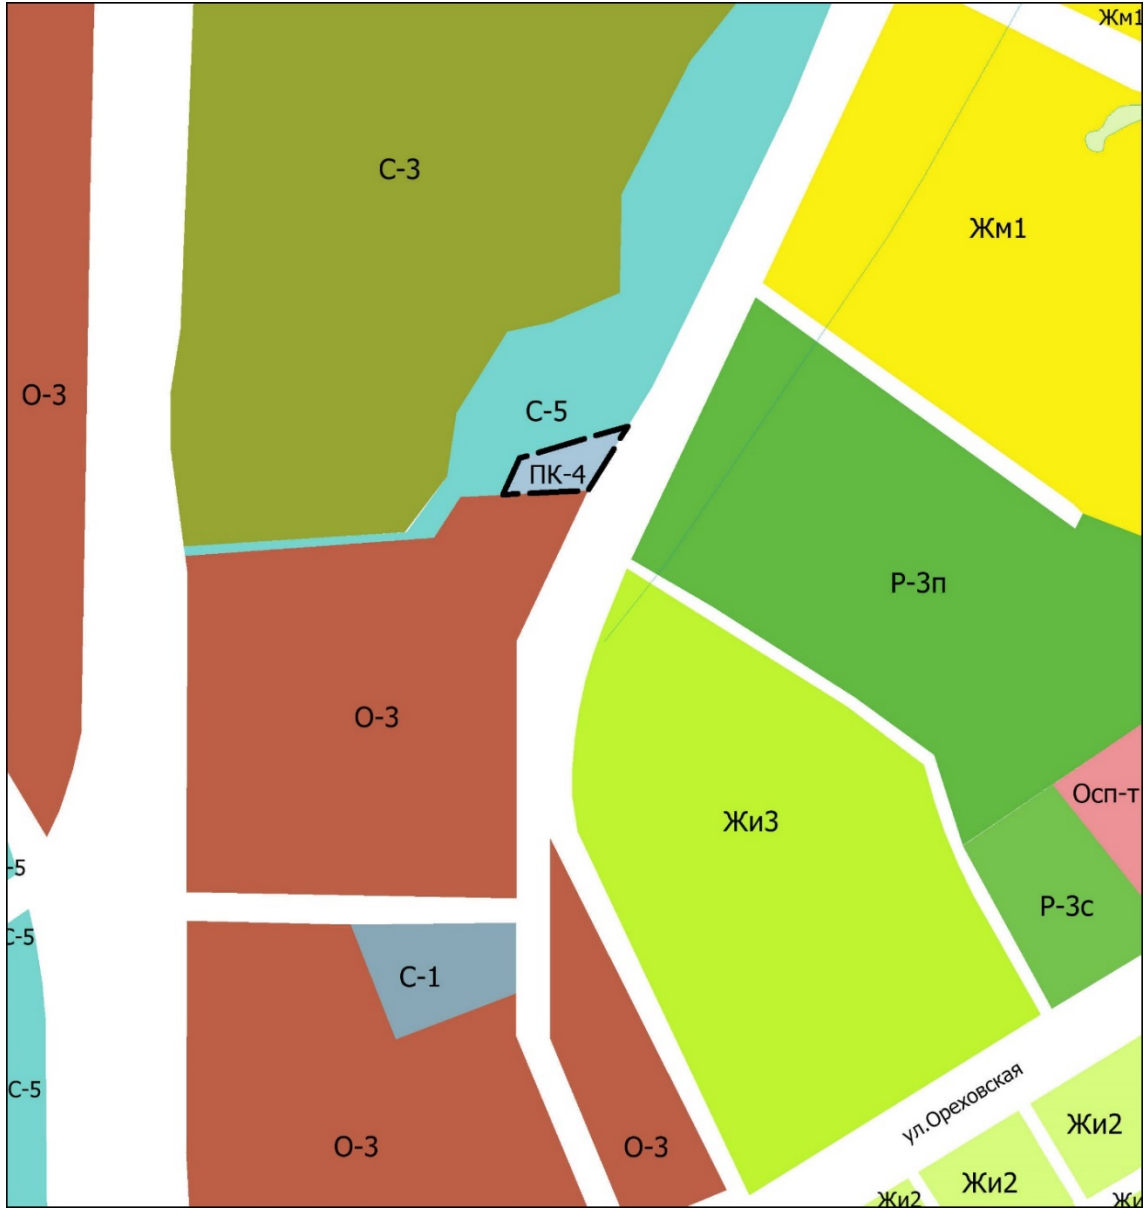 Жм1
С-3
Жм1
О-3
С-5
ПК-4
Р-3п
О-3
Осп-т
Жи3
-5
Р-3с
С-5
С-1
С-5
ул.Ореховская
Жи2
О-3
О-3
Жи2
Жи2
Жи